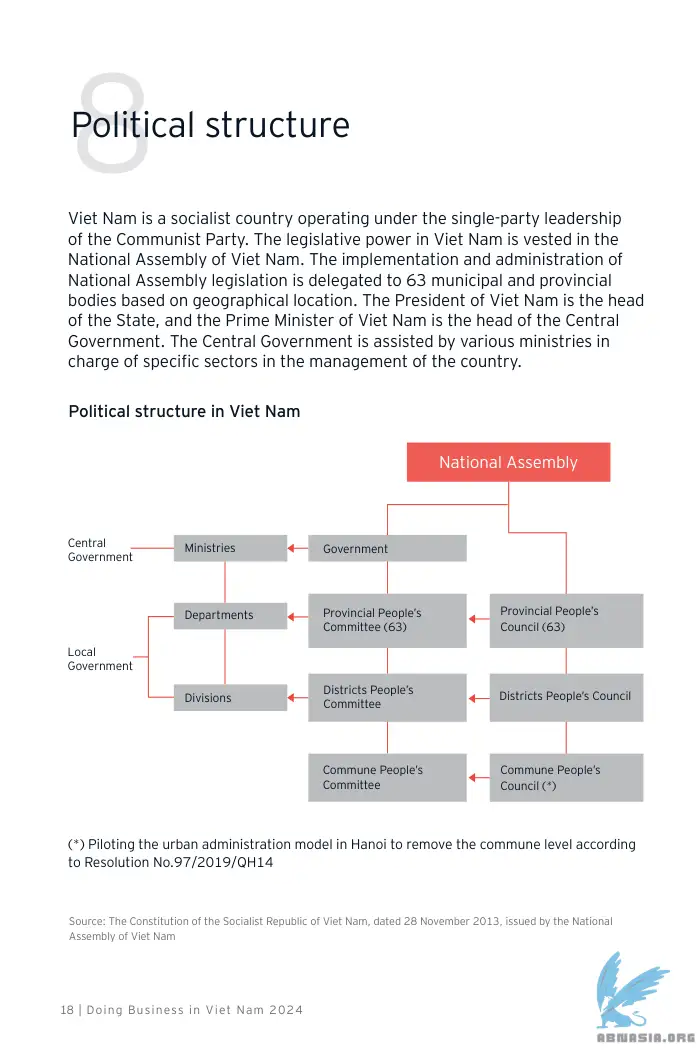 8
Political structure
Viet Nam is a socialist country operating under the single-party leadership
of the Communist Party. The legislative power in Viet Nam is vested in the
National Assembly of Viet Nam. The implementation and administration of
National Assembly legislation is delegated to 63 municipal and provincial
bodies based on geographical location. The President of Viet Nam is the head
of the State, and the Prime Minister of Viet Nam is the head of the Central
Government. The Central Government is assisted by various ministries in
charge of specific sectors in the management of the country.
Political structure in Viet Nam
National Assembly
Central
Government
Ministries
Government
Departments
Provincial People's
Committee (63)
Provincial People's
Council (63)
Local
Government
Divisions
Districts People's
Committee
Districts People's Council
Commune People's
Committee
Commune People's
Council (*)
(*) Piloting the urban administration model in Hanoi to remove the commune level according
to Resolution No.97/2019/QH14
Source: The Constitution of the Socialist Republic of Viet Nam, dated 28 November 2013, issued by the National
Assembly of Viet Nam
18 | Doing Business in Viet Nam 2024
ABNASIA.ORG